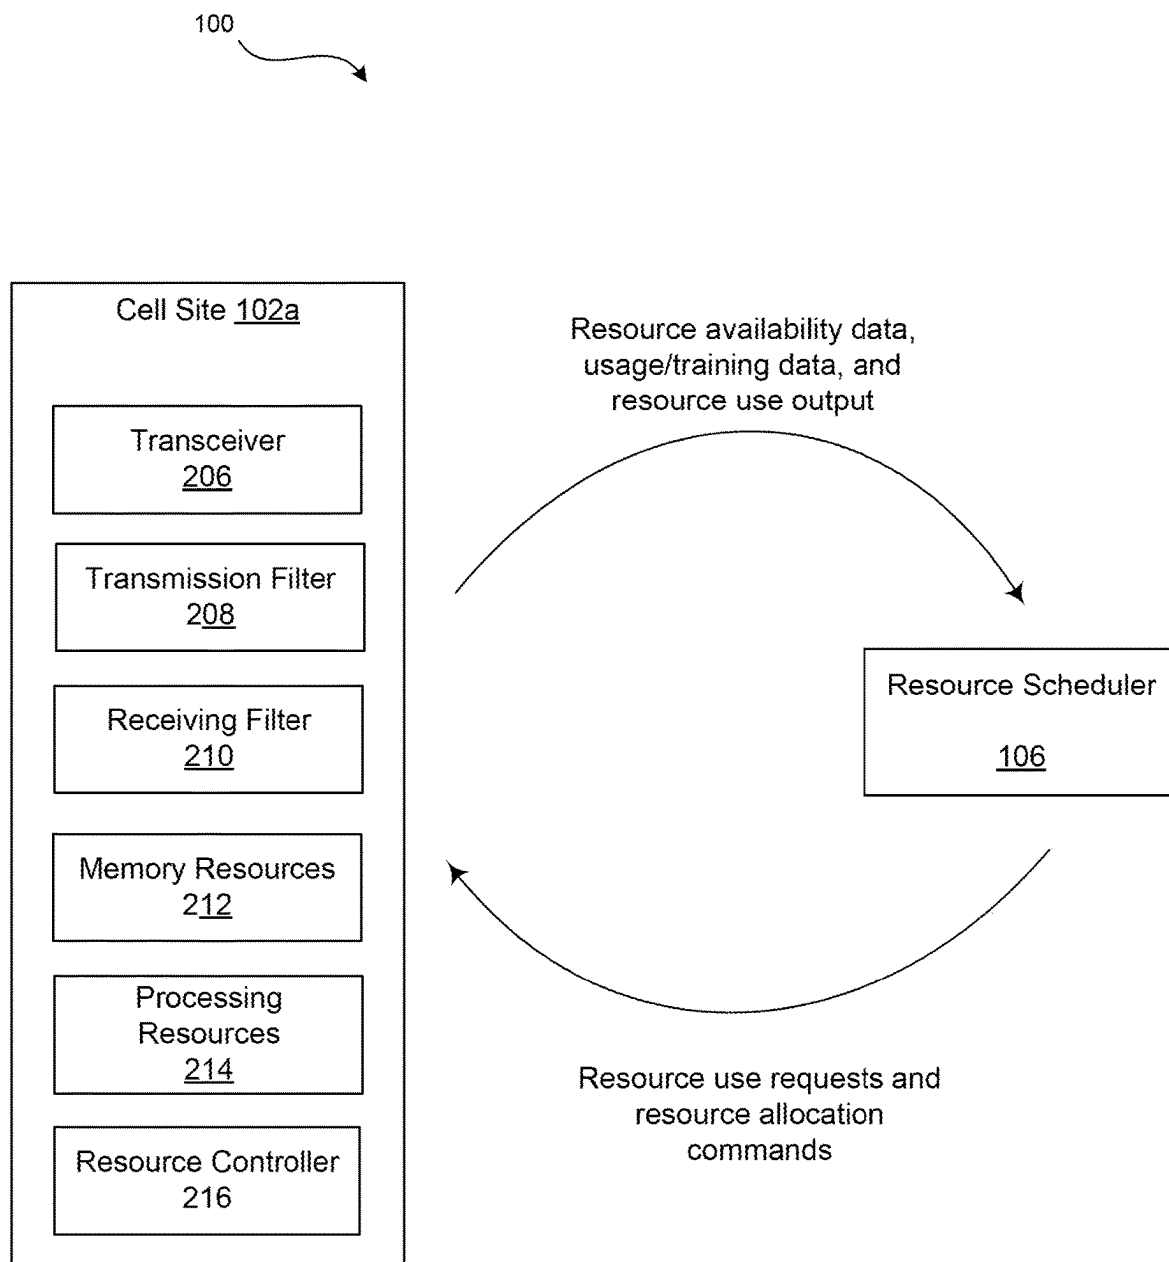 100
Cell Site 102a
Transceiver
206
Transmission Filter
208
Receiving Filter
210
Memory Resources
212
Processing
Resources
214
Resource Controller
216
Resource availability data,
usage/training data, and
resource use output
Resource Scheduler
106
Resource use requests and
resource allocation
commands